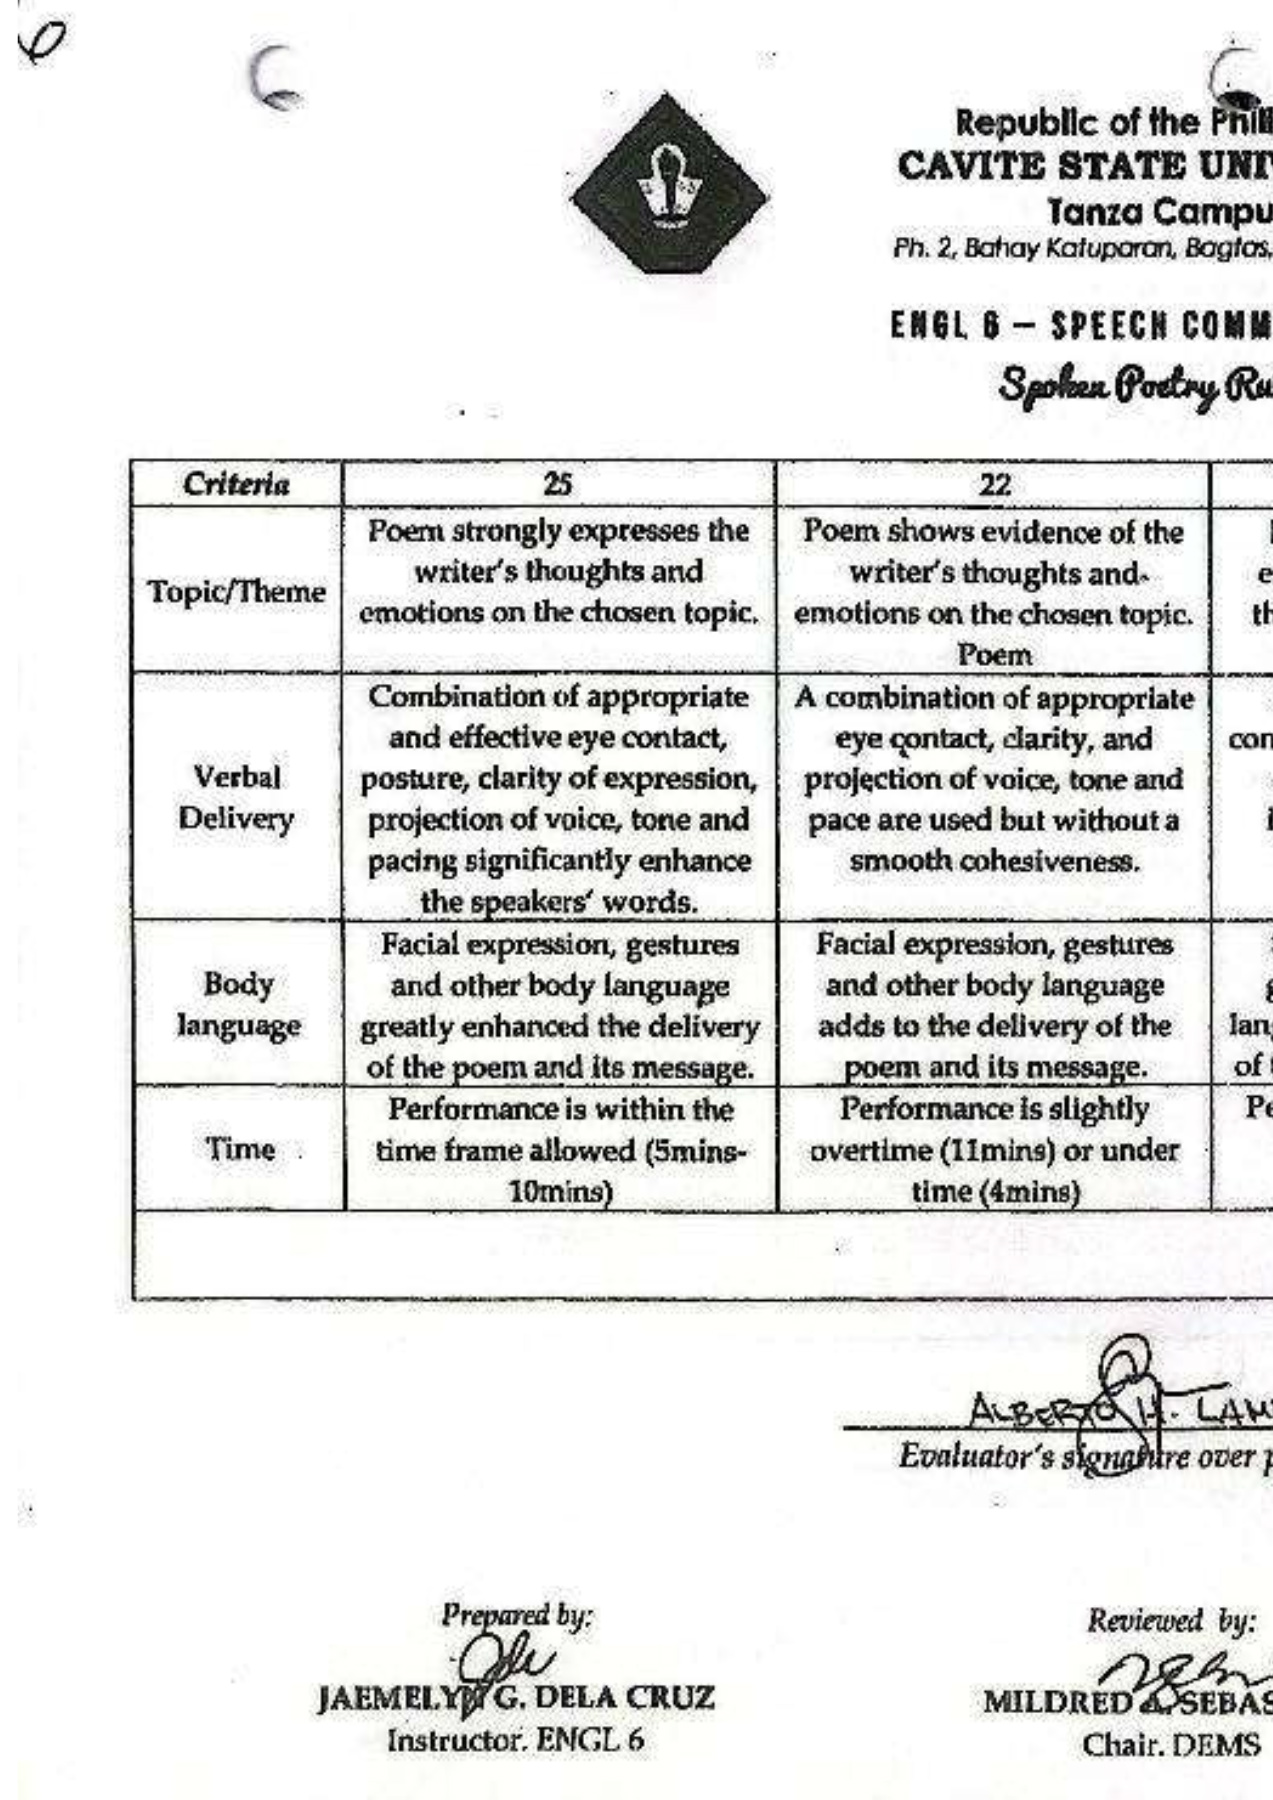 Republic of the Phili
CAVITE STATE UNIV
Tanza Campu
Ph. 2, Bahay Katuparan, Bagtas,
ENGL 6 – SPEECH COMM
Spoken Poetry Ru
Criteria
25
22
Topic/Theme
Poem strongly expresses the
writer's thoughts and
emotions on the chosen topic.
Poem shows evidence of the
writer's thoughts and
emotions on the chosen topic.
Poem
e
th
Verbal
Delivery
Combination of appropriate
and effective eye contact,
posture, clarity of expression,
projection of voice, tone and
pacing significantly enhance
the speakers' words.
A combination of appropriate
eye contact, clarity, and
projection of voice, tone and
pace are used but without a
smooth cohesiveness.
con
i
Body
language
Facial expression, gestures
and other body language
greatly enhanced the delivery
of the poem and its message.
Facial expression, gestures
and other body language
adds to the delivery of the
poem and its message.
g
lang
of t
Time
Performance is within the
time frame allowed (5mins-
10mins)
Performance is slightly
overtime (11mins) or under
time (4mins)
Pe
ALBERTO H. LAM
Evaluator's signature over p
Prepared by:
JAEMELYN G. DELA CRUZ
Instructor. ENGL 6
Reviewed by:
MILDRED A. SEBAS
Chair. DEMS